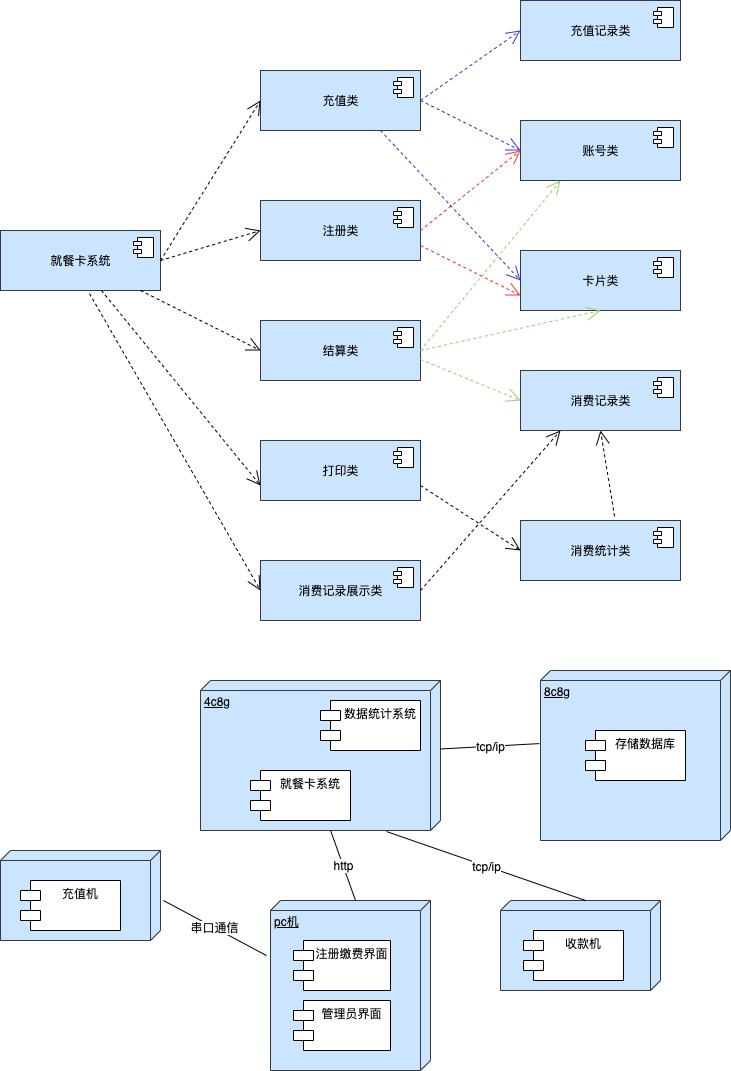 充值记录类
充值类
账号类
注册类
就餐卡系统
卡片类
结算类
消费记录类
打印类
消费统计类
消费记录展示类
4c8g
数据统计系统
就餐卡系统
tcp/ip
8c8g
存储数据库
http
tcp/ip
充值机
串口通信
pc机
注册缴费界面
管理员界面
收款机